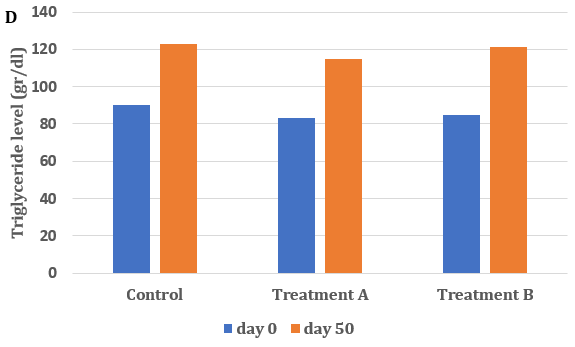 D
Triglyceride level (gr/dl)
140
120
100
80
60
40
20
0
Control Treatment A Treatment B
day 0 day 50